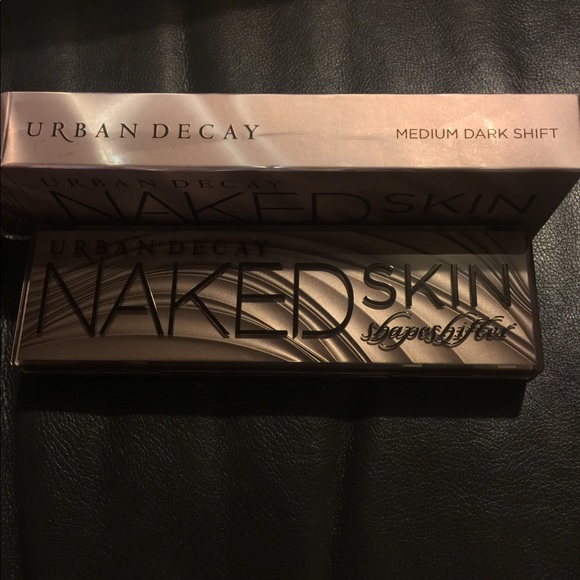 URBAN DECAY MEDIUM DARK SHIFT
URBAN DECAY
NAKED SKIN
URBAN DECAY
NAKED SKIN
shapeshifter